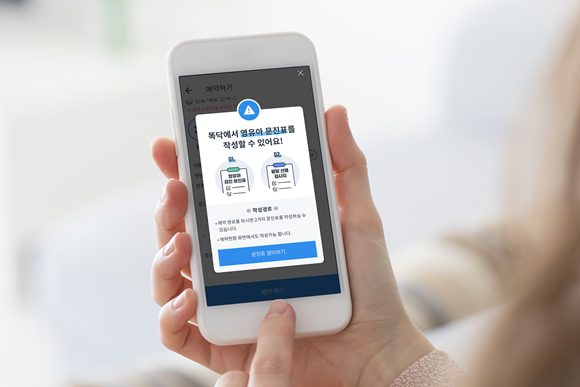 예약하기
똑닥에서 영유아 문진표를
작성할 수 있어요!
01.
02.
영유아
검진 문진표
발달 선별
검사지
※ 작성경로 ※
• 예약 완료를 하시면 2가지 문진표를 작성하실 수
있습니다.
• 예약현황 화면에서도 작성가능 합니다.
문진표 알아보기
예약 하기